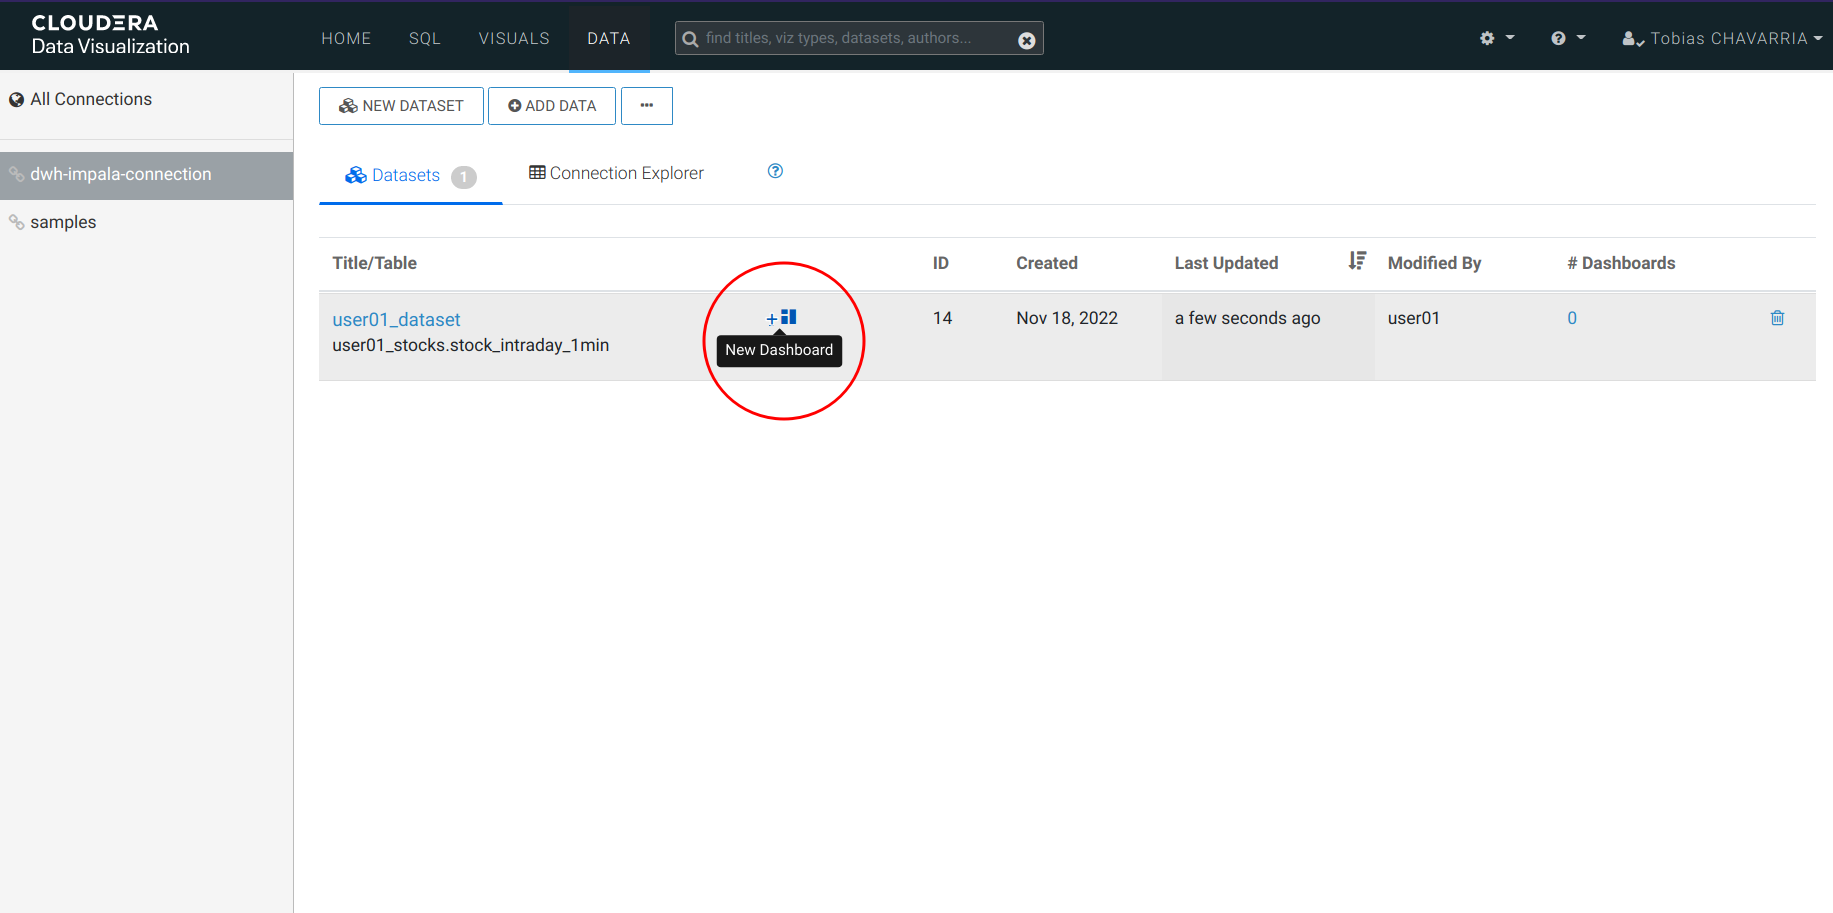 CLOUDERA
Data Visualization
HOME SQL VISUALS DATA
find titles, viz types, datasets, authors...
Tobias CHAVARRIA
All Connections
dwh-impala-connection
samples
NEW DATASET
ADD DATA
Datasets 1
Connection Explorer
Title/Table ID Created Last Updated Modified By # Dashboards
user01_dataset 14 Nov 18, 2022 a few seconds ago user01 0
user01_stocks.stock_intraday_1min
New Dashboard